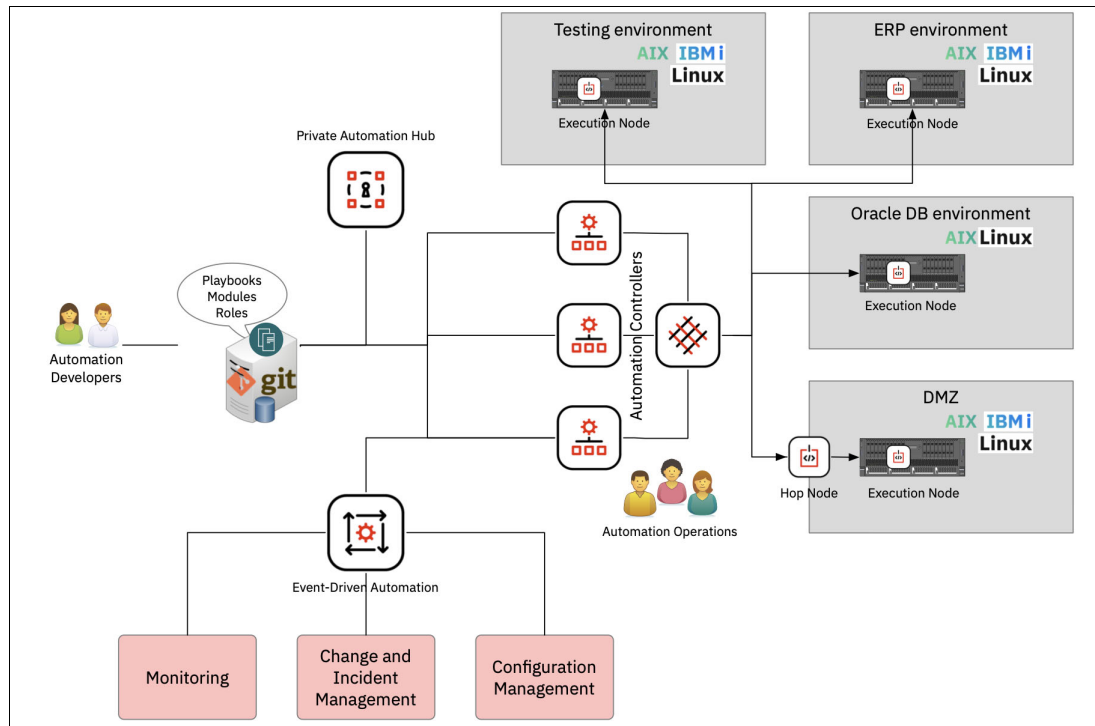 Testing environment
AIX IBM i
Linux
Execution Node
ERP environment
AIX IBM i
Linux
Execution Node
Private Automation Hub
Oracle DB environment
AIX Linux
Execution Node
Playbooks
Modules
Roles
git
Automation
Developers
Automation Controllers
DMZ
AIX IBM i
Linux
Hop Node
Execution Node
Automation Operations
Event-Driven Automation
Monitoring
Change and
Incident
Management
Configuration
Management